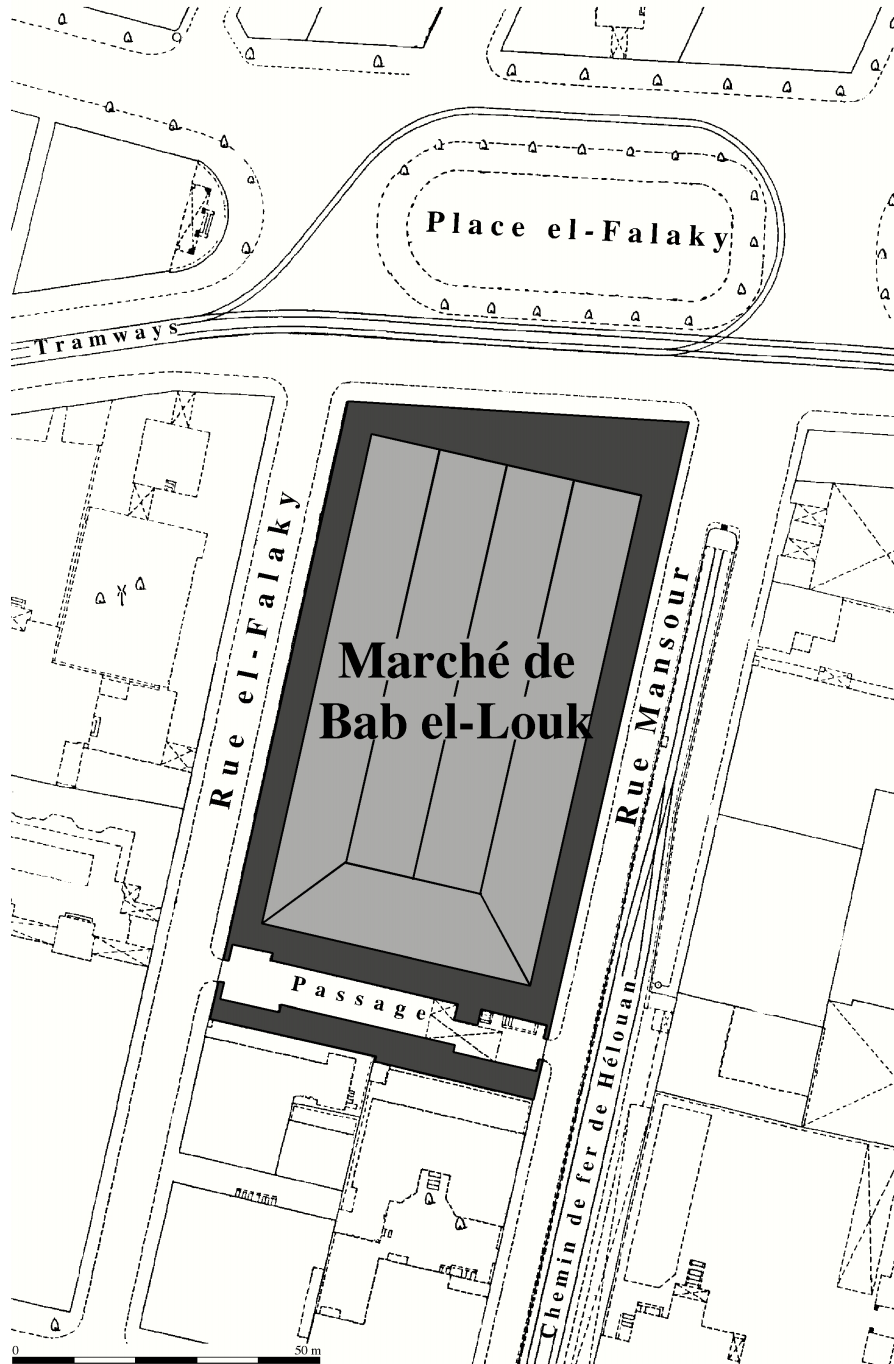 Place el-Falaky
Tramways
Rue el-Falaky
Marché de
Bab el-Louk
Rue Mansour
Passage
Chemin de fer de Hélouan
0 50 m